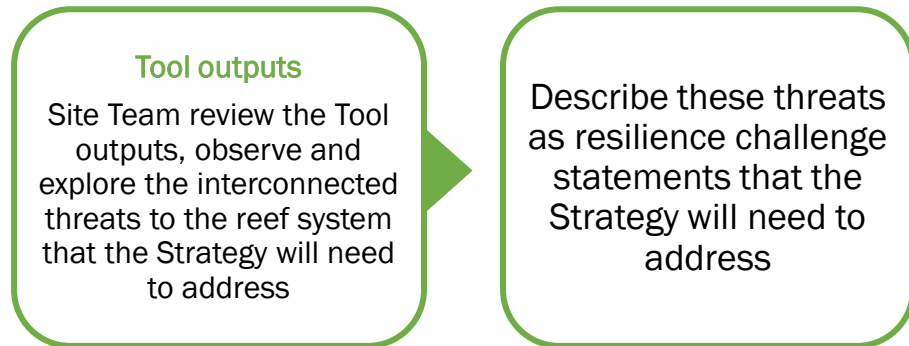 Tool outputs
Site Team review the Tool
outputs, observe and
explore the interconnected
threats to the reef system
that the Strategy will need
to address
Describe these threats
as resilience challenge
statements that the
Strategy will need to
address